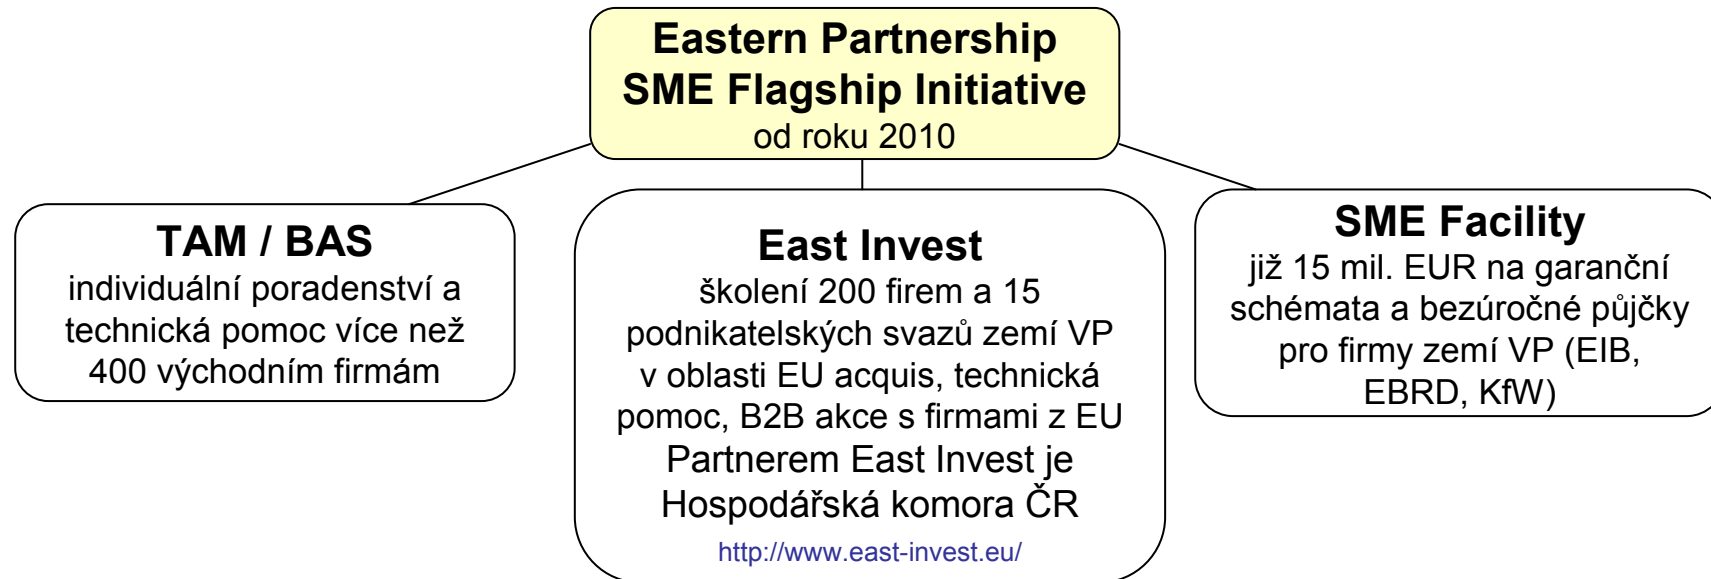 Eastern Partnership
SME Flagship Initiative
od roku 2010
TAM / BAS
individuální poradenství a
technická pomoc více než
400 východním firmám
East Invest
školení 200 firem a 15
podnikatelských svazů zemí VP
v oblasti EU acquis, technická
pomoc, B2B akce s firmami z EU
Partnerem East Invest je
Hospodářská komora ČR
http://www.east-invest.eu/
SME Facility
již 15 mil. EUR na garanční
schémata a bezúročné půjčky
pro firmy zemí VP (EIB,
EBRD, KfW)